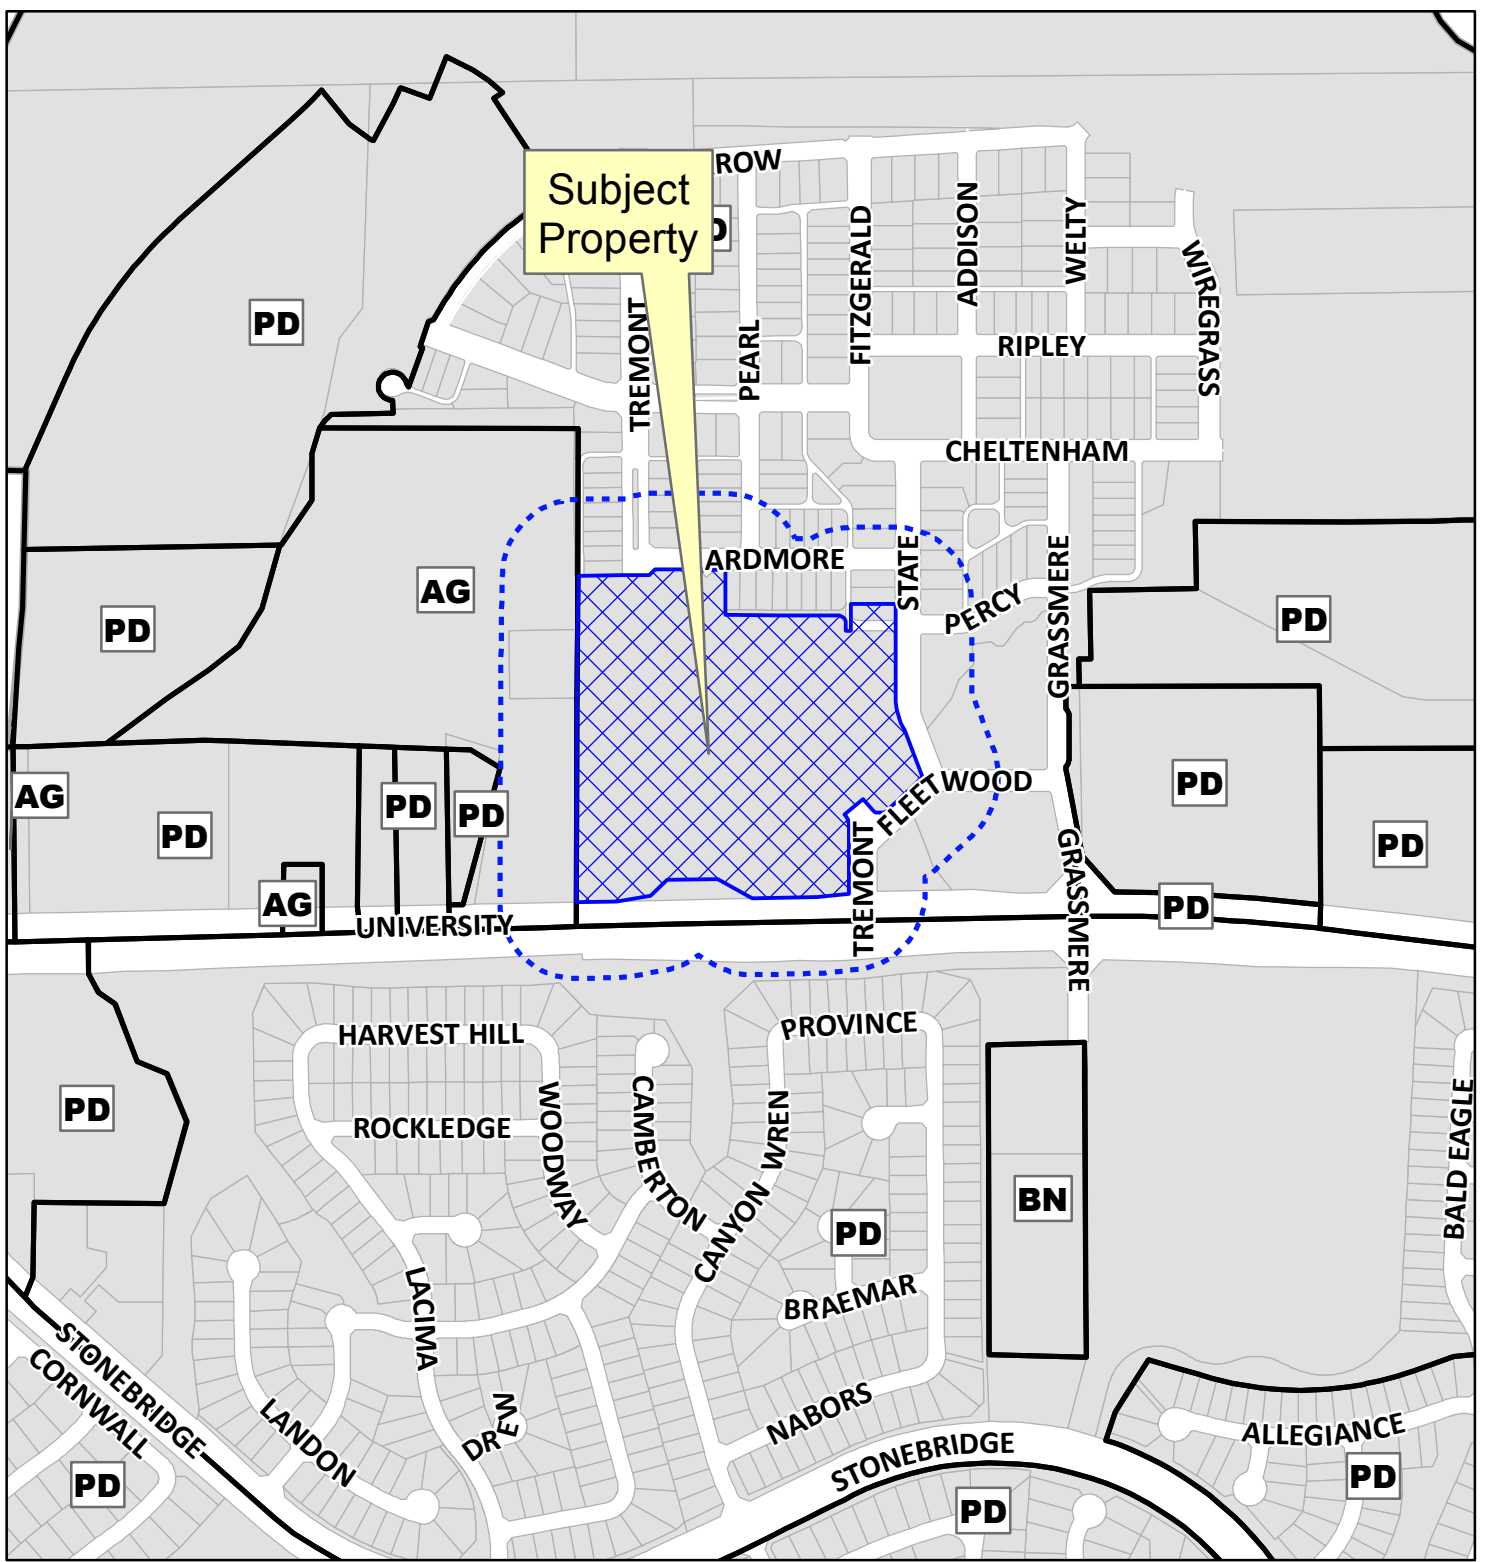 Subject
Property
ROW
PD
TREMONT
PEARL
FITZGERALD
ADDISON
WELTY
WIREGRASS
RIPLEY
CHELTENHAM
ARDMORE
STATE
PERCY
GRASSMERE
AG
PD
PD
PD
AG
PD
PD
PD
AG
UNIVERSITY
FLEETWOOD
TREMONT
GRASSMERE
PD
PD
PD
HARVEST HILL
PROVINCE
ROCKLEDGE
WOODWAY
CAMBERTON
CANYON WREN
PD
PD
BRAEMAR
BN
BALD EAGLE
LACIMA
STONEBRIDGE
CORNWALL
LANDON
DREW
NABORS
STONEBRIDGE
ALLEGIANCE
PD
PD
PD